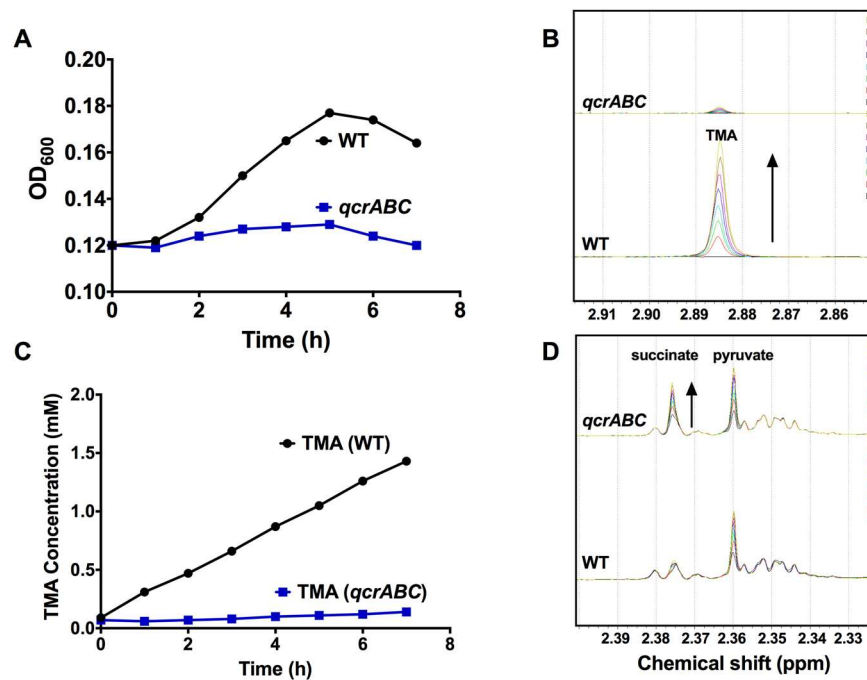 A
OD600
0.20
0.18
0.16
0.14
0.12
0.10
WT
qcrABC
0 2 4 6 8
Time (h)
B
qcrABC
TMA
WT
2.91 2.90 2.89 2.88 2.87 2.86
C
TMA Concentration (mM)
2.0
1.5
1.0
0.5
0.0
TMA (WT)
TMA (qcrABC)
0 2 4 6 8
Time (h)
D
succinate pyruvate
qcrABC
WT
2.39 2.38 2.37 2.36 2.35 2.34 2.33
Chemical shift (ppm)